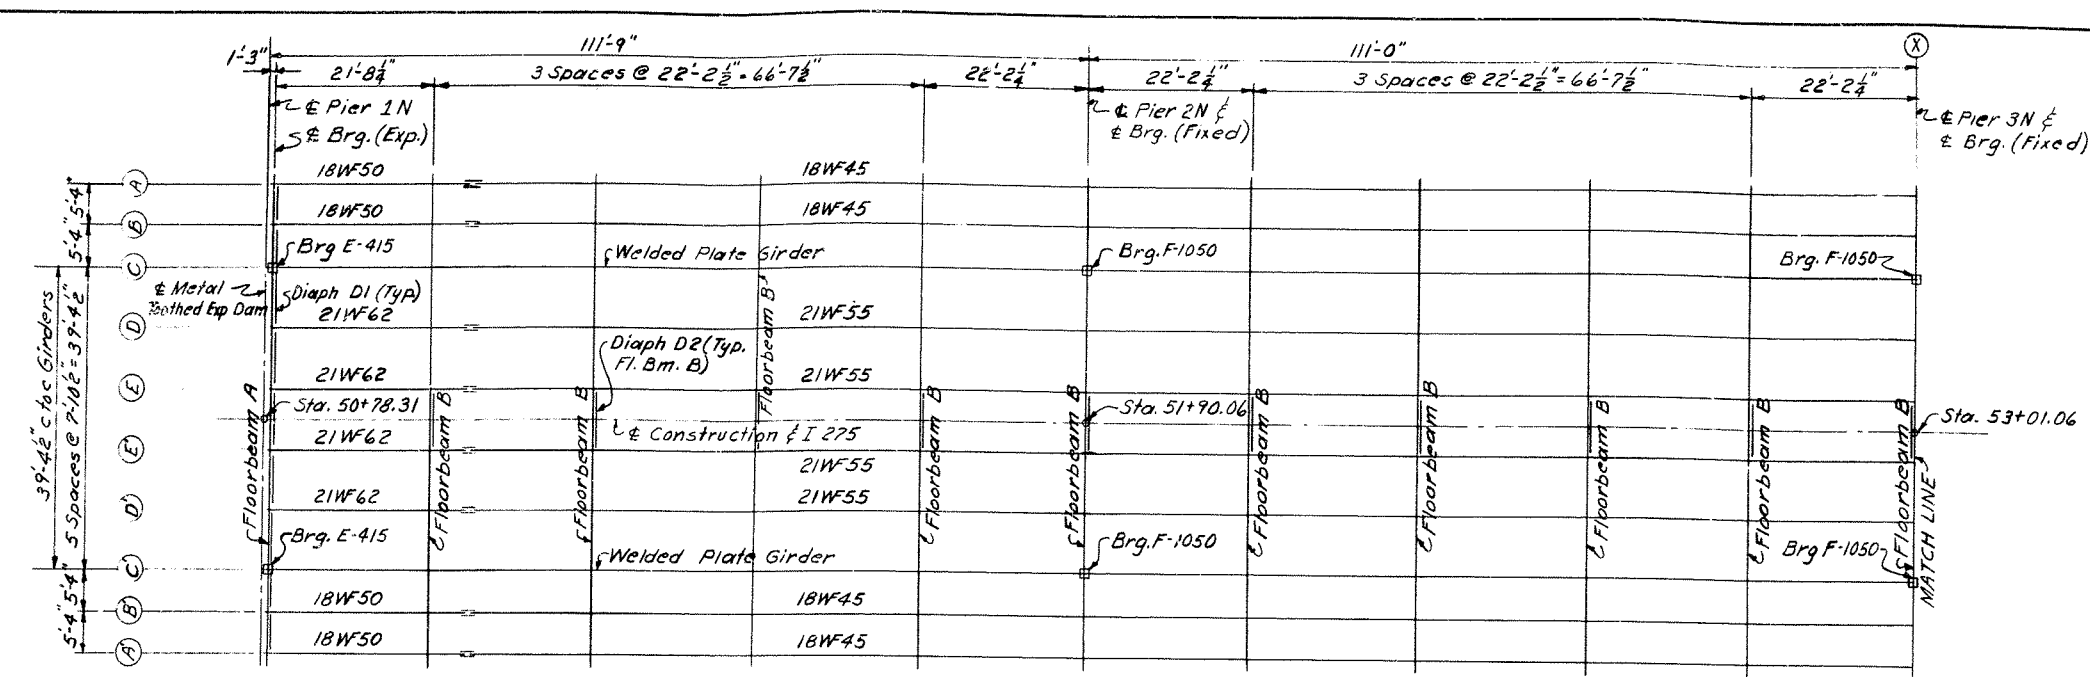 111'-9"
111'-0"
X
1'-3"
21'-8¼"
3 Spaces @ 22'-2½" = 66'-7½"
22'-2¼"
22'-2¼"
3 Spaces @ 22'-2½" = 66'-7½"
22'-2¼"
℄ Pier 1N
℄ Brg. (Exp.)
℄ Pier 2N &
℄ Brg. (Fixed)
℄ Pier 3N &
℄ Brg. (Fixed)
5'-4"
5'-4"
A
18WF50
18WF45
B
18WF50
18WF45
C
Brg E-415
Welded Plate Girder
Brg. F-1050
Brg. F-1050
℄ Metal
Toothed Exp Dam
Diaph D1 (Typ)
D
21WF62
21WF55
Floorbeam B
Diaph D2 (Typ.
Fl. Bm. B)
E
21WF62
21WF55
Sta. 50+78.31
Sta. 51+90.06
Sta. 53+01.06
℄ Construction & I 275
E'
21WF62
21WF55
D'
21WF62
21WF55
Floorbeam A
Floorbeam B
Floorbeam B
Floorbeam B
Floorbeam B
Floorbeam B
Floorbeam B
Floorbeam B
Floorbeam B
Floorbeam B
MATCH LINE
39'-4½" c to c Girders
5 Spaces @ 7'-10½" = 39'-4½"
C'
Brg. E-415
Welded Plate Girder
Brg. F-1050
Brg F-1050
5'-4"
5'-4"
B'
18WF50
18WF45
A'
18WF50
18WF45